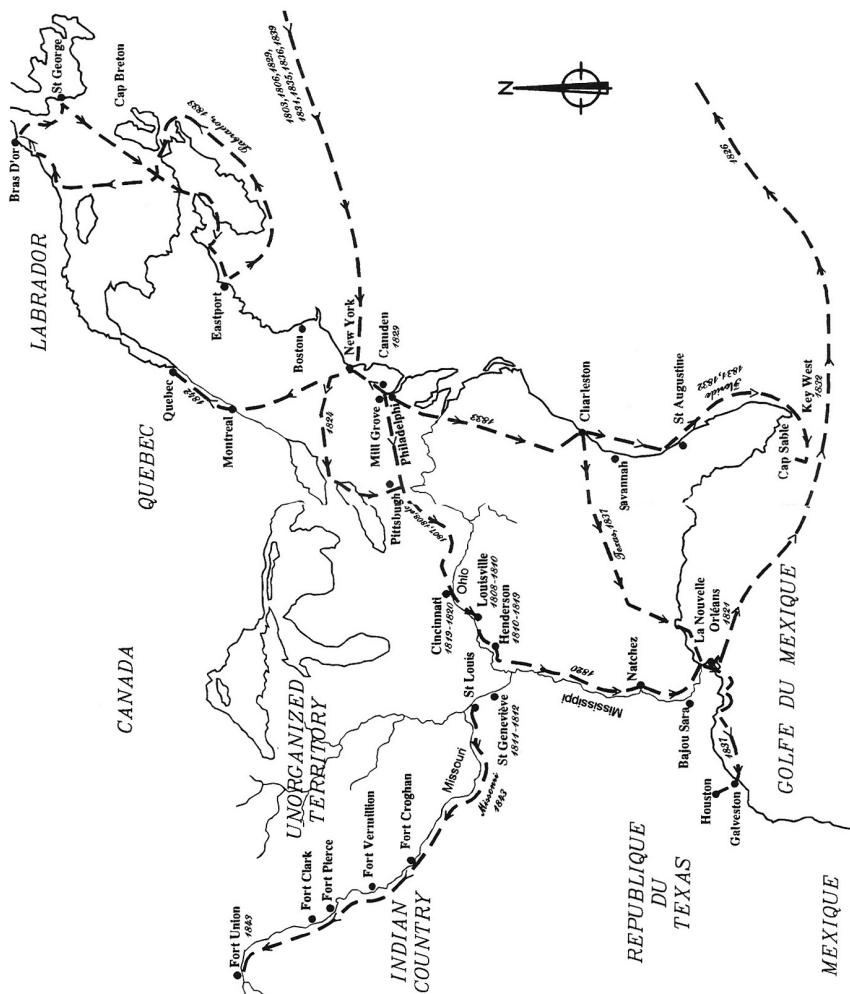 Fort Union
1843
Bras D'or
St George
LABRADOR
Cap Breton
CANADA
QUEBEC
Fort Clark
Fort Pierce
Fort Vermillion
Fort Croghan
UNORGANIZED
TERRITORY
Quebec
1842
Montreal
Eastport
Labrador, 1833
1803, 1806, 1829,
1831, 1835, 1836, 1839
INDIAN
COUNTRY
Missouri
Missouri
1843
Boston
1824
New York
Camden
1829
Mill Grove
Philadelphi
Pittsburgh
Cincinnati
1819-1820
Ohio
Louisville
1808-1810
Henderson
1810-1819
St Louis
St Geneviève
1811-1812
N
1833
Mississippi
1820
Natchez
Charleston
Savannah
Texas, 1837
REPUBLIQUE
DU
TEXAS
Bajou Sara
St Augustine
La Nouvelle
Orléans
1821
Floride
1831, 1832
1837
Houston
Galveston
Cap Sable
Key West
1832
1826
GOLFE DU MEXIQUE
MEXIQUE